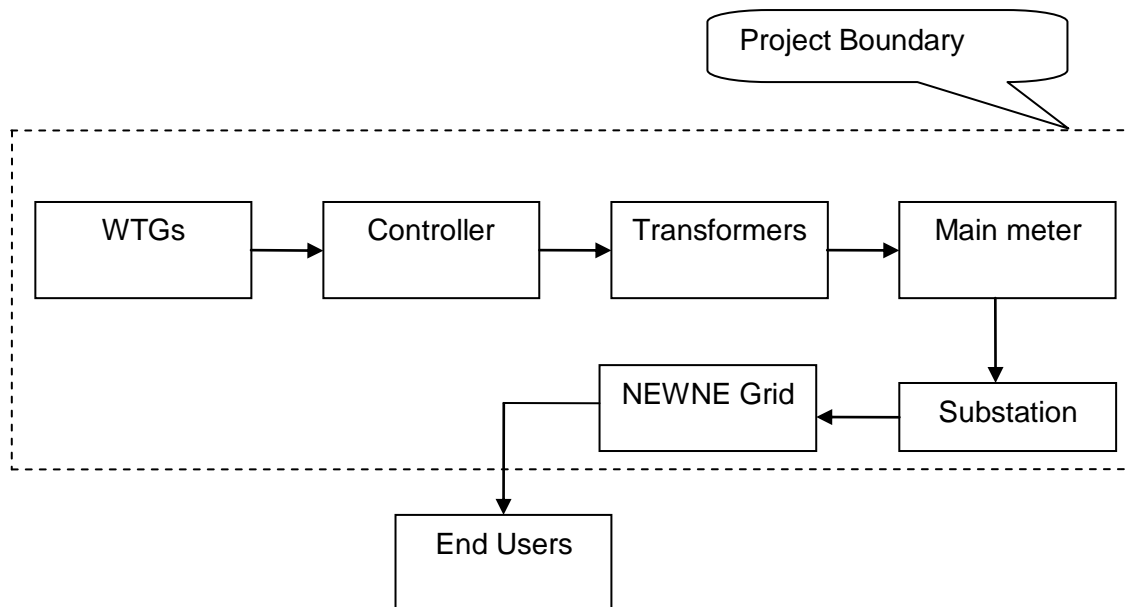 Project Boundary
WTGs
Controller
Transformers
Main meter
NEWNE Grid
Substation
End Users